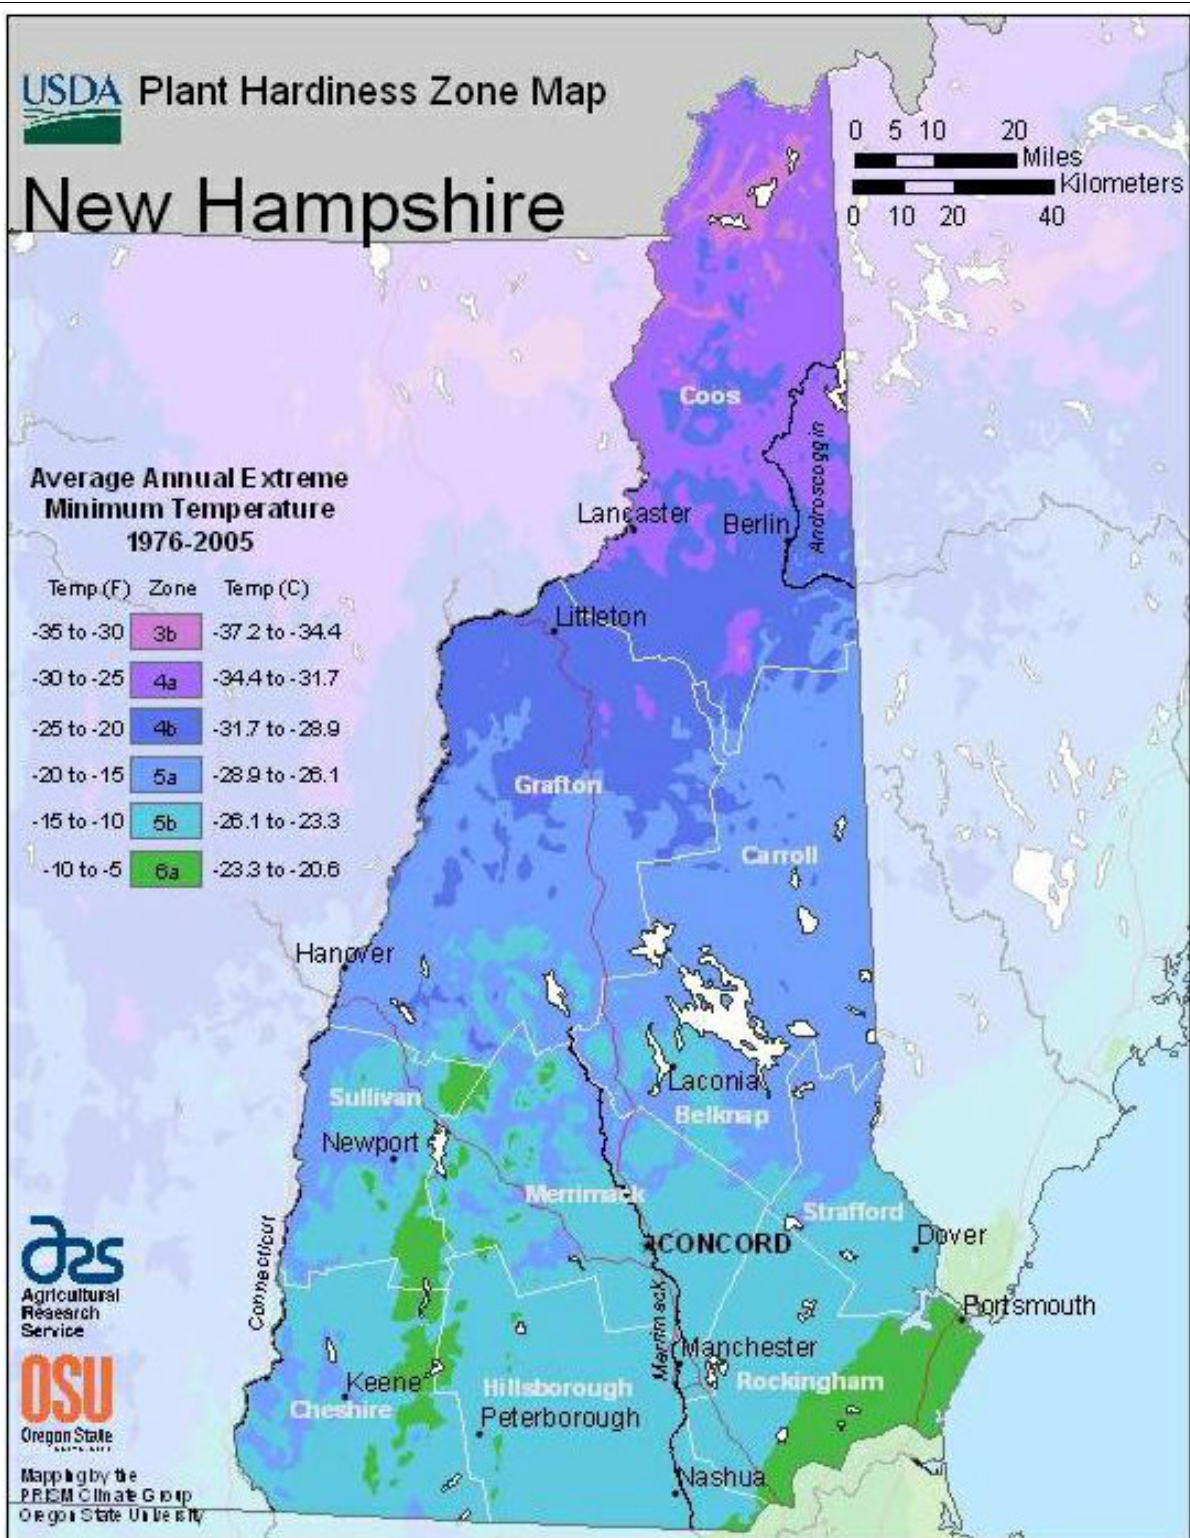 USDA Plant Hardiness Zone Map
New Hampshire
0 5 10 20
Miles
Kilometers
0 10 20 40
Coos
Androscoggin
Average Annual Extreme
Minimum Temperature
1976-2005
Temp (F) Zone Temp (C)
-35 to -30 3b -37.2 to -34.4
-30 to -25 4a -34.4 to -31.7
-25 to -20 4b -31.7 to -28.9
-20 to -15 5a -28.9 to -26.1
-15 to -10 5b -26.1 to -23.3
-10 to -5 6a -23.3 to -20.6
Lancaster
Berlin
Littleton
Grafton
Carroll
Hanover
Laconia
Sullivan
Belknap
Newport
Merrimack
Strafford
CONCORD
Dover
Connecticut
Merrimack
Portsmouth
Manchester
Keene
Rockingham
Cheshire
Hillsborough
Peterborough
Nashua
ars
Agricultural
Research
Service
OSU
Oregon State
Mapping by the
PRISM Climate Group
Oregon State University